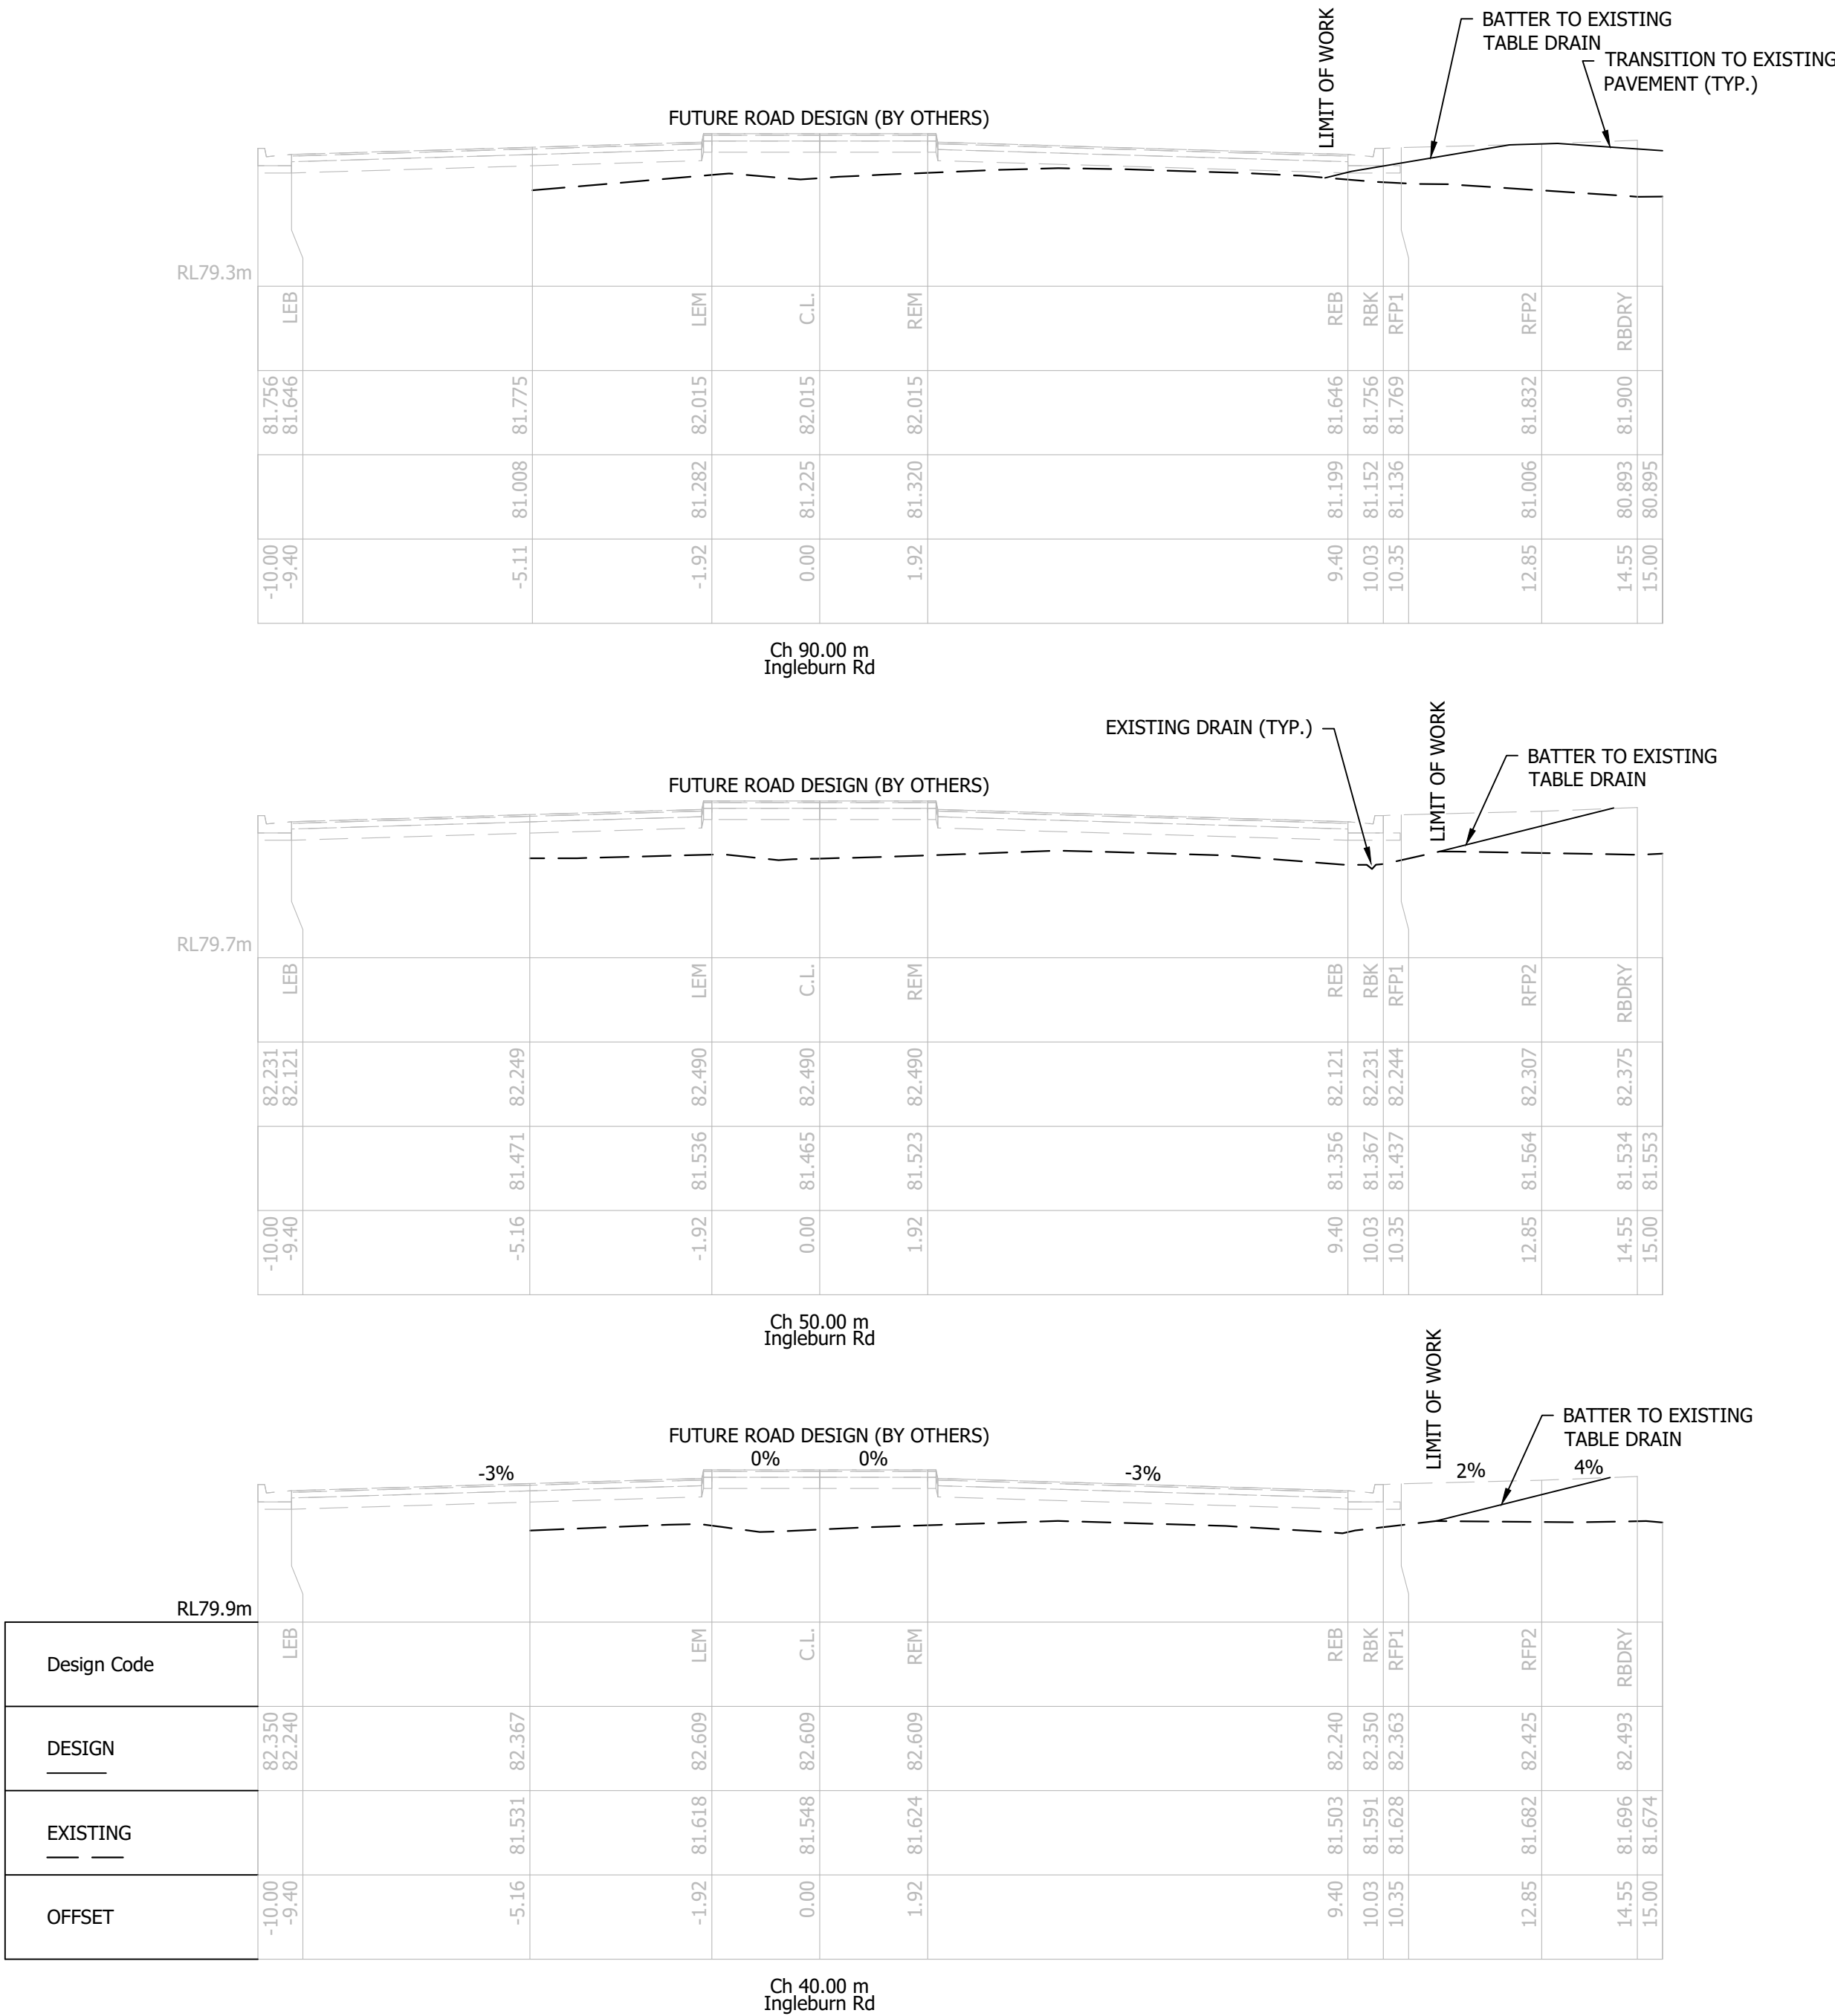 LIMIT OF WORK
BATTER TO EXISTING
TABLE DRAIN
TRANSITION TO EXISTING
PAVEMENT (TYP.)
FUTURE ROAD DESIGN (BY OTHERS)
RL79.3m
LEB LEM C.L. REM REB RBK RFP1 RFP2 RBDRY
81.756 81.646 81.775 82.015 82.015 82.015 81.646 81.756 81.769 81.832 81.900
81.008 81.282 81.225 81.320 81.199 81.152 81.136 81.006 80.893 80.895
-10.00 -9.40 -5.11 -1.92 0.00 1.92 9.40 10.03 10.35 12.85 14.55 15.00
Ch 90.00 m
Ingleburn Rd
EXISTING DRAIN (TYP.)
LIMIT OF WORK
BATTER TO EXISTING
TABLE DRAIN
FUTURE ROAD DESIGN (BY OTHERS)
RL79.7m
LEB LEM C.L. REM REB RBK RFP1 RFP2 RBDRY
82.231 82.121 82.249 82.490 82.490 82.490 82.121 82.231 82.244 82.307 82.375
81.471 81.536 81.465 81.523 81.356 81.367 81.437 81.564 81.534 81.553
-10.00 -9.40 -5.16 -1.92 0.00 1.92 9.40 10.03 10.35 12.85 14.55 15.00
Ch 50.00 m
Ingleburn Rd
LIMIT OF WORK
BATTER TO EXISTING
TABLE DRAIN
FUTURE ROAD DESIGN (BY OTHERS)
-3% 0% 0% -3% 2% 4%
RL79.9m
Design Code LEB LEM C.L. REM REB RBK RFP1 RFP2 RBDRY
DESIGN 82.350 82.240 82.367 82.609 82.609 82.609 82.240 82.350 82.363 82.425 82.493
EXISTING 81.531 81.618 81.548 81.624 81.503 81.591 81.628 81.682 81.696 81.674
OFFSET -10.00 -9.40 -5.16 -1.92 0.00 1.92 9.40 10.03 10.35 12.85 14.55 15.00
Ch 40.00 m
Ingleburn Rd